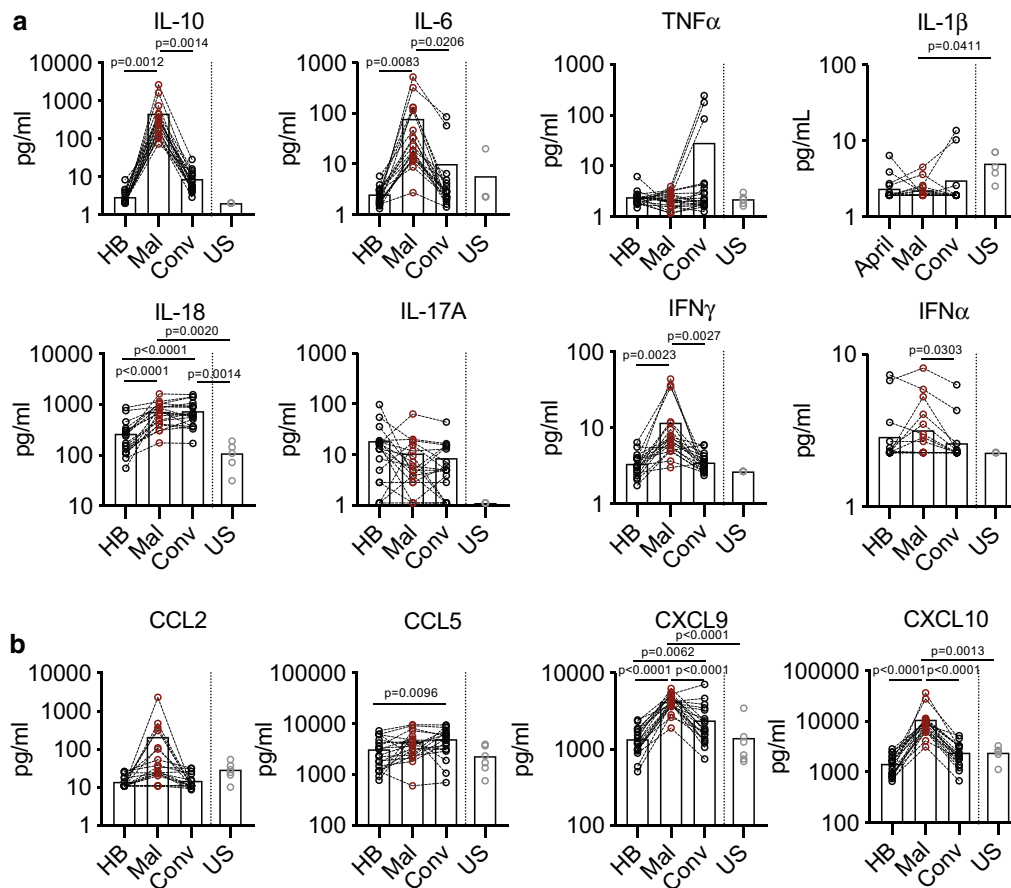 a
IL-10
pg/ml
10000
1000
100
10
1
p=0.0012
p=0.0014
HB Mal Conv US
IL-6
pg/ml
1000
100
10
1
p=0.0083
p=0.0206
HB Mal Conv US
TNFα
pg/ml
1000
100
10
1
HB Mal Conv US
IL-1β
pg/mL
100
10
1
p=0.0411
April Mal Conv US
IL-18
pg/ml
10000
1000
100
10
p=0.0020
p<0.0001
p<0.0001
p=0.0014
HB Mal Conv US
IL-17A
pg/ml
1000
100
10
1
HB Mal Conv US
IFNγ
pg/ml
100
10
1
p=0.0023
p=0.0027
HB Mal Conv US
IFNα
pg/ml
10
1
p=0.0303
HB Mal Conv US
b
CCL2
pg/ml
10000
1000
100
10
1
HB Mal Conv US
CCL5
pg/ml
100000
10000
1000
100
p=0.0096
HB Mal Conv US
CXCL9
pg/ml
10000
1000
100
p<0.0001
p=0.0062
p<0.0001
p<0.0001
HB Mal Conv US
CXCL10
pg/ml
100000
10000
1000
100
p=0.0013
p<0.0001
p<0.0001
HB Mal Conv US